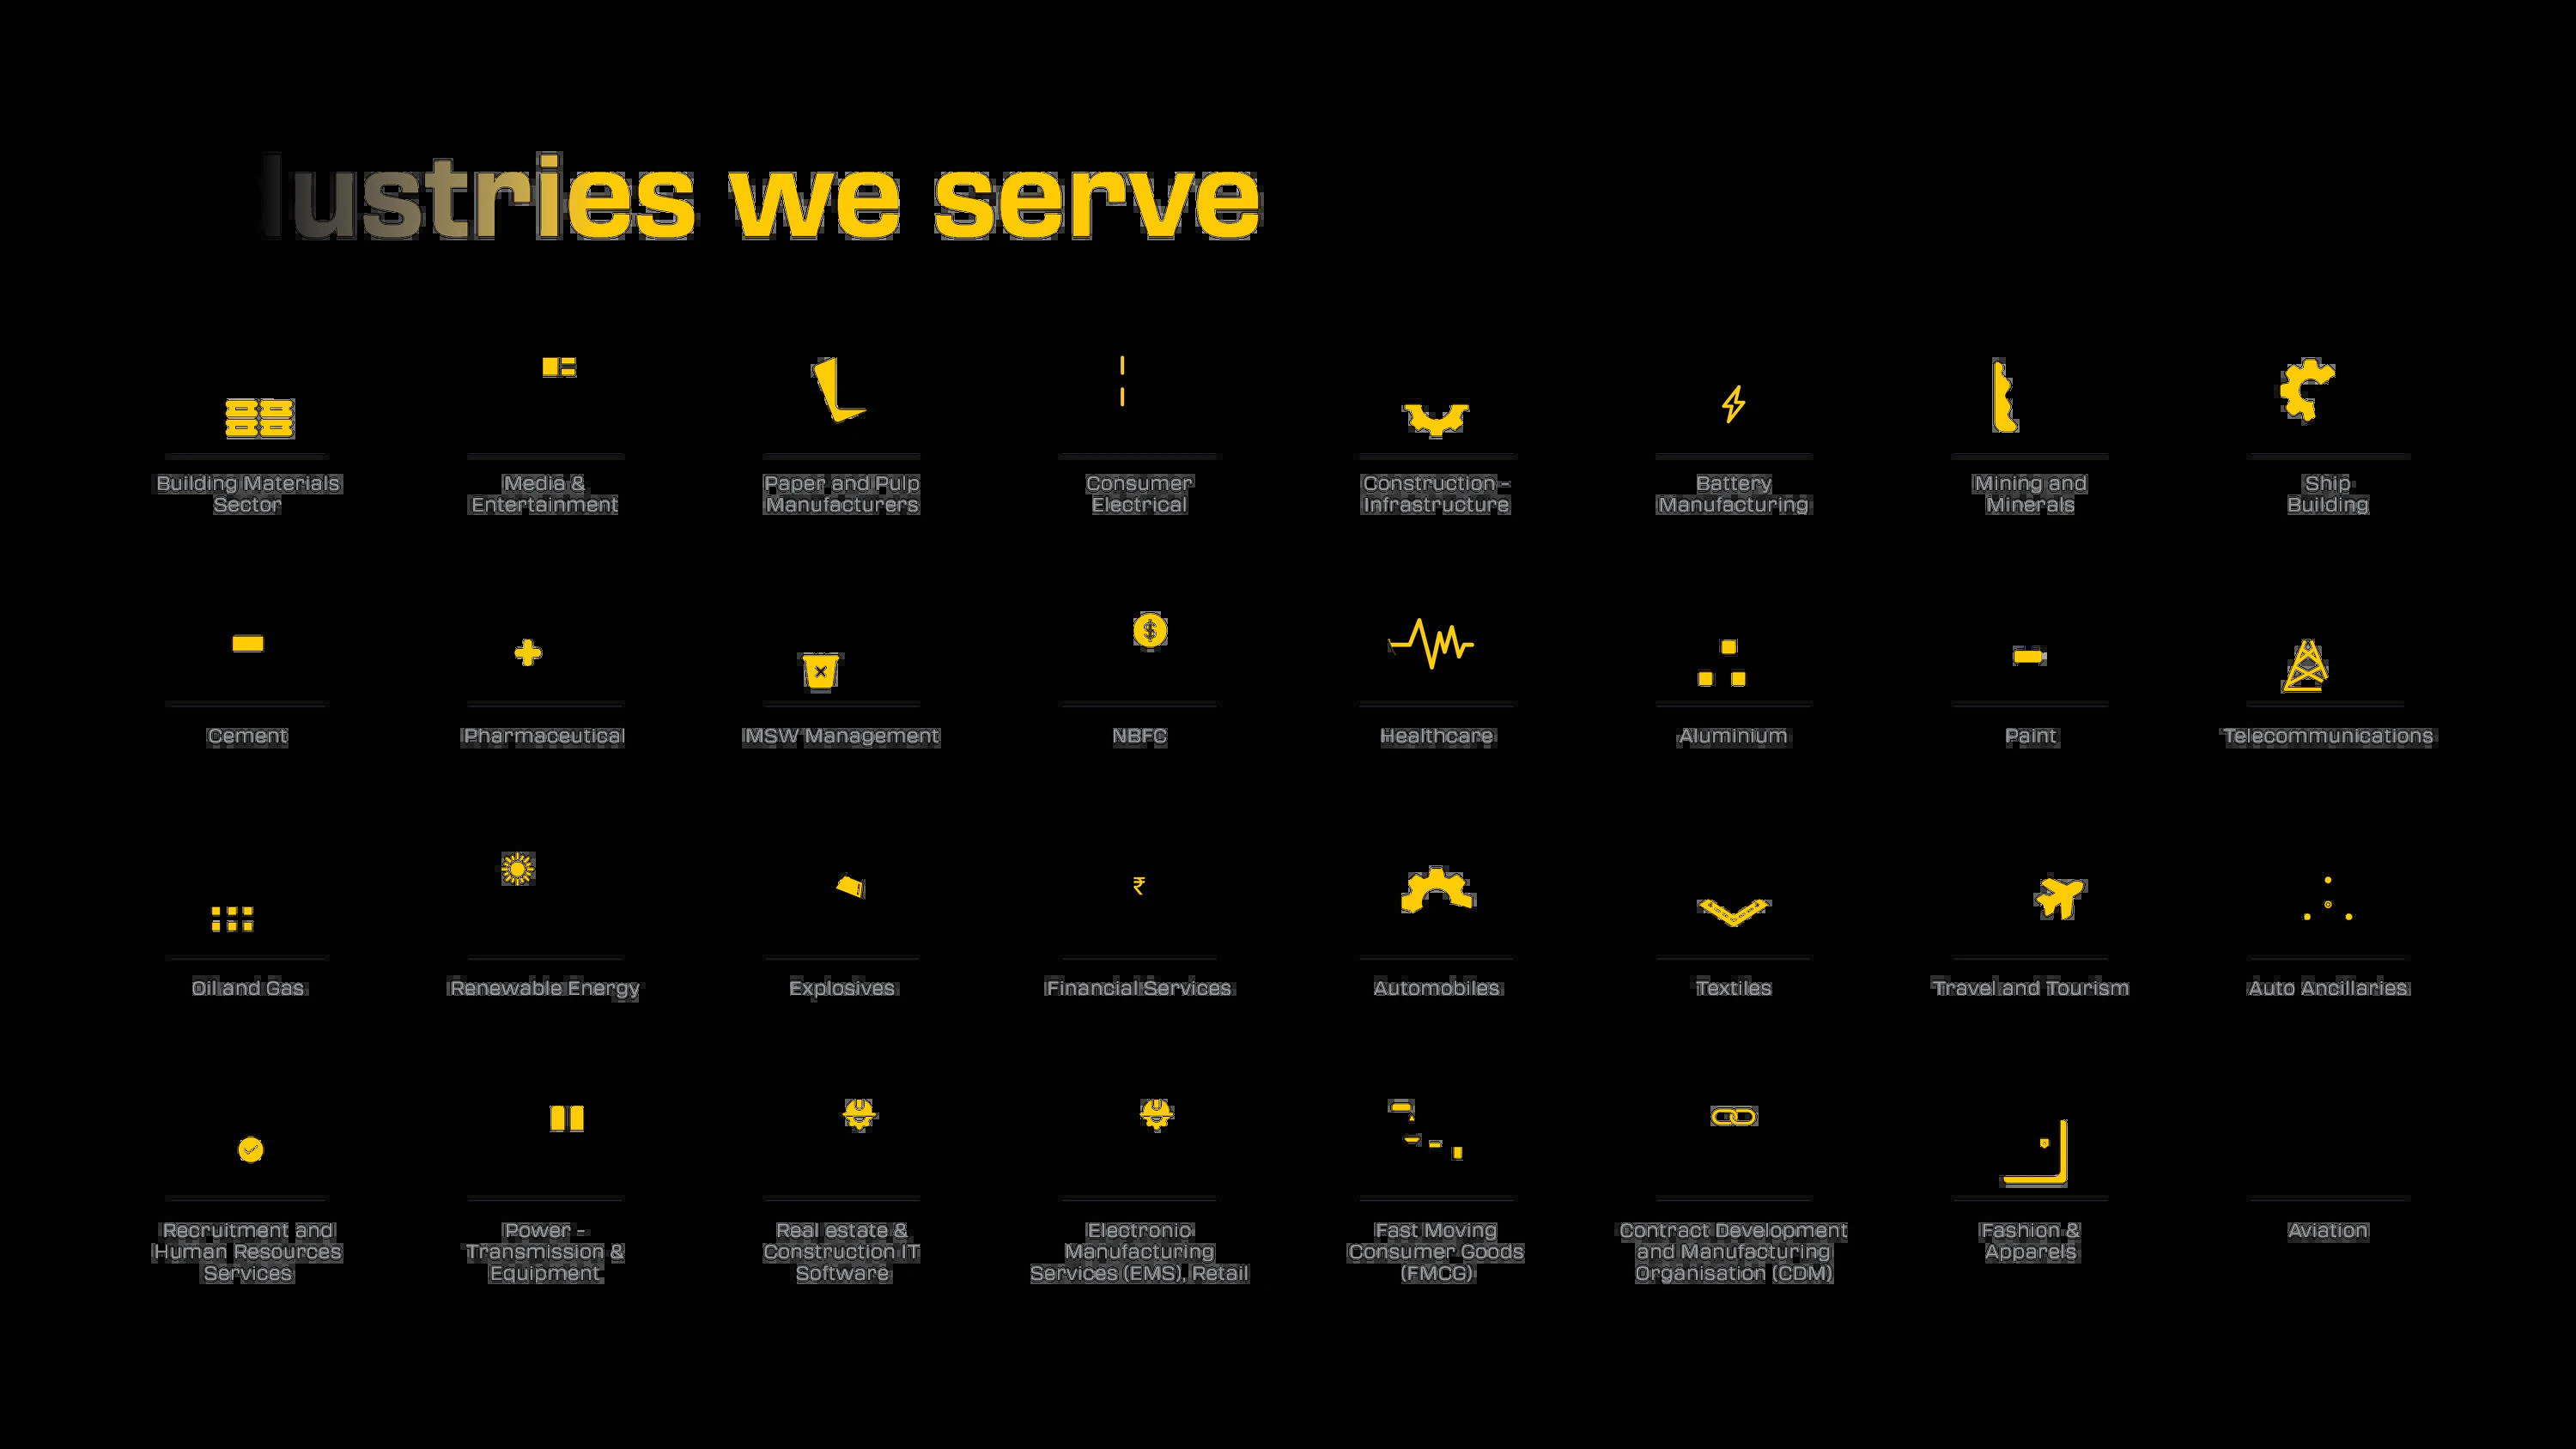 ustries we serve
Building Materials
Sector
Media &
Entertainment
Paper and Pulp
Manufacturers
Consumer
Electrical
Construction -
Infrastructure
Battery
Manufacturing
Mining and
Minerals
Ship
Building
Cement
Pharmaceutical
MSW Management
NBFC
Healthcare
Aluminium
Paint
Telecommunications
Oil and Gas
Renewable Energy
Explosives
Financial Services
Automobiles
Textiles
Travel and Tourism
Auto Ancillaries
Recruitment and
Human Resources
Services
Power -
Transmission &
Equipment
Real estate &
Construction IT
Software
Electronic
Manufacturing
Services (EMS), Retail
Fast Moving
Consumer Goods
(FMCG)
Contract Development
and Manufacturing
Organisation (CDM)
Fashion &
Apparels
Aviation